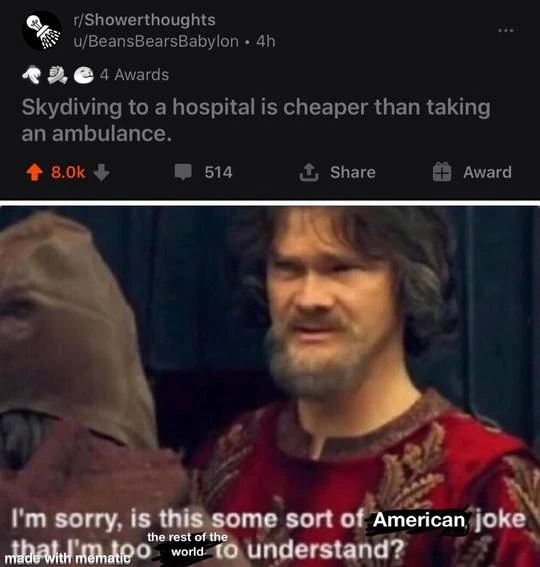 r/Showerthoughts
u/BeansBearsBabylon • 4h
4 Awards
Skydiving to a hospital is cheaper than taking
an ambulance.
8.0k 514 Share Award
I'm sorry, is this some sort of American joke
that I'm too the rest of the world to understand?
made with mematic